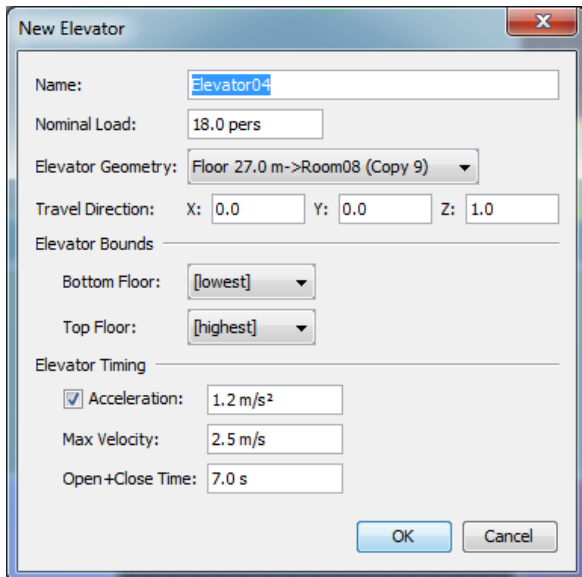 New Elevator
Name: Elevator04
Nominal Load: 18.0 pers
Elevator Geometry: Floor 27.0 m->Room08 (Copy 9)
Travel Direction: X: 0.0 Y: 0.0 Z: 1.0
Elevator Bounds
Bottom Floor: [lowest]
Top Floor: [highest]
Elevator Timing
Acceleration: 1.2 m/s²
Max Velocity: 2.5 m/s
Open+Close Time: 7.0 s
OK Cancel